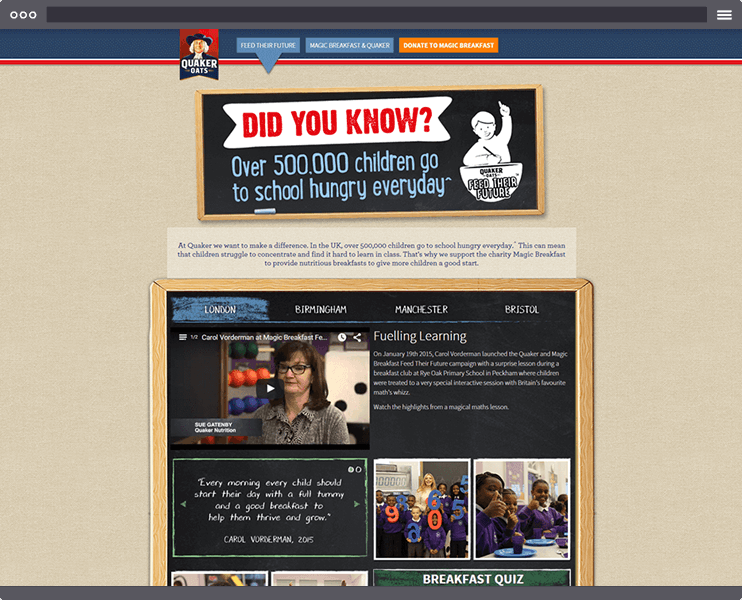 QUAKER
OATS
FEED THEIR FUTURE
MAGIC BREAKFAST & QUAKER
DONATE TO MAGIC BREAKFAST
DID YOU KNOW?
Over 500,000 children go
to school hungry everyday^
QUAKER
OATS
FEED THEIR
FUTURE
At Quaker we want to make a difference. In the UK, over 500,000 children go to school hungry everyday.^ This can mean
that children struggle to concentrate and find it hard to learn in class. That's why we support the charity Magic Breakfast
to provide nutritious breakfasts to give more children a good start.
LONDON
BIRMINGHAM
MANCHESTER
BRISTOL
1/2 Carol Vorderman at Magic Breakfast Fe...
SUE GATENBY
Quaker Nutrition
Fuelling Learning
On January 19th 2015, Carol Vorderman launched the Quaker and Magic
Breakfast Feed Their Future campaign with a surprise lesson during a
breakfast club at Rye Oak Primary School in Peckham where children
were treated to a very special interactive session with Britain's favourite
math's whizz.
Watch the highlights from a magical maths lesson.
"Every morning every child should
start their day with a full tummy
and a good breakfast to
help them thrive and grow."
CAROL VORDERMAN, 2015
BREAKFAST QUIZ